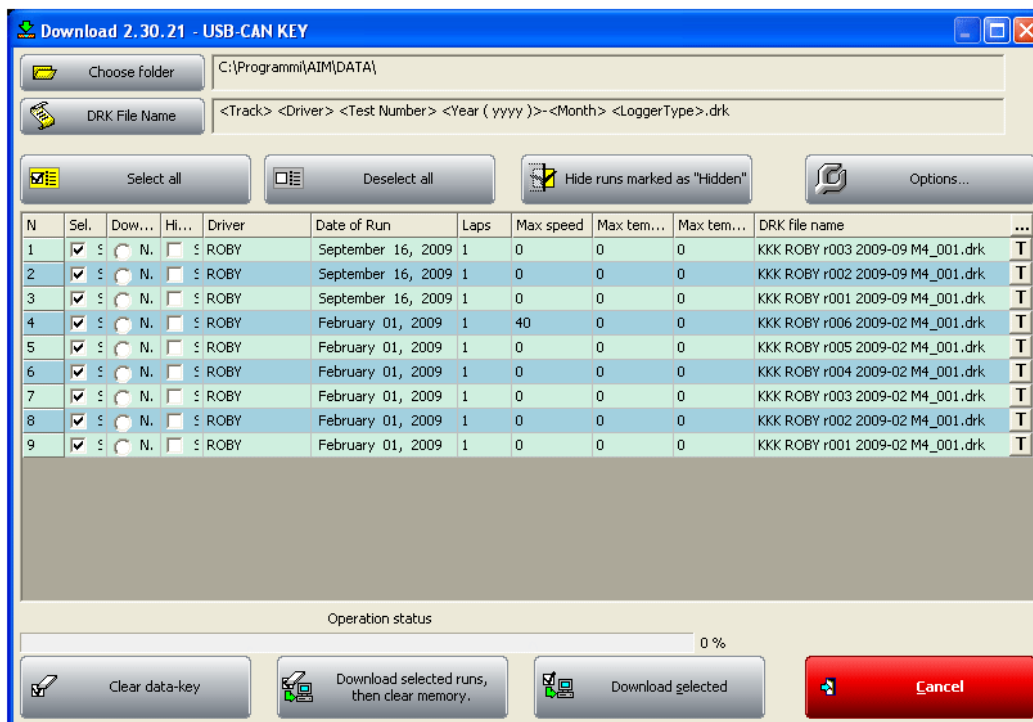 Download 2.30.21 - USB-CAN KEY
Choose folder C:\Programmi\AIM\DATA\
DRK File Name <Track> <Driver> <Test Number> <Year ( yyyy )>-<Month> <LoggerType>.drk
Select all Deselect all Hide runs marked as "Hidden" Options...
N Sel. Dow... Hi... Driver Date of Run Laps Max speed Max tem... Max tem... DRK file name ...
1 S N. S ROBY September 16, 2009 1 0 0 0 KKK ROBY r003 2009-09 M4_001.drk T
2 S N. S ROBY September 16, 2009 1 0 0 0 KKK ROBY r002 2009-09 M4_001.drk T
3 S N. S ROBY September 16, 2009 1 0 0 0 KKK ROBY r001 2009-09 M4_001.drk T
4 S N. S ROBY February 01, 2009 1 40 0 0 KKK ROBY r006 2009-02 M4_001.drk T
5 S N. S ROBY February 01, 2009 1 0 0 0 KKK ROBY r005 2009-02 M4_001.drk T
6 S N. S ROBY February 01, 2009 1 0 0 0 KKK ROBY r004 2009-02 M4_001.drk T
7 S N. S ROBY February 01, 2009 1 0 0 0 KKK ROBY r003 2009-02 M4_001.drk T
8 S N. S ROBY February 01, 2009 1 0 0 0 KKK ROBY r002 2009-02 M4_001.drk T
9 S N. S ROBY February 01, 2009 1 0 0 0 KKK ROBY r001 2009-02 M4_001.drk T
Operation status
0 %
Clear data-key
Download selected runs,
then clear memory.
Download selected
Cancel